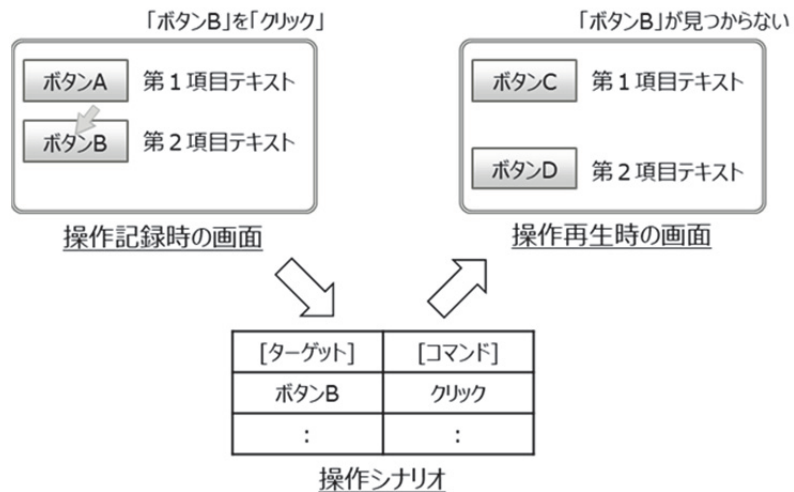 「ボタンB」を「クリック」
「ボタンB」が見つからない
ボタンA 第1項目テキスト
ボタンB 第2項目テキスト
操作記録時の画面
ボタンC 第1項目テキスト
ボタンD 第2項目テキスト
操作再生時の画面
[ターゲット] [コマンド]
ボタンB クリック
: :
操作シナリオ